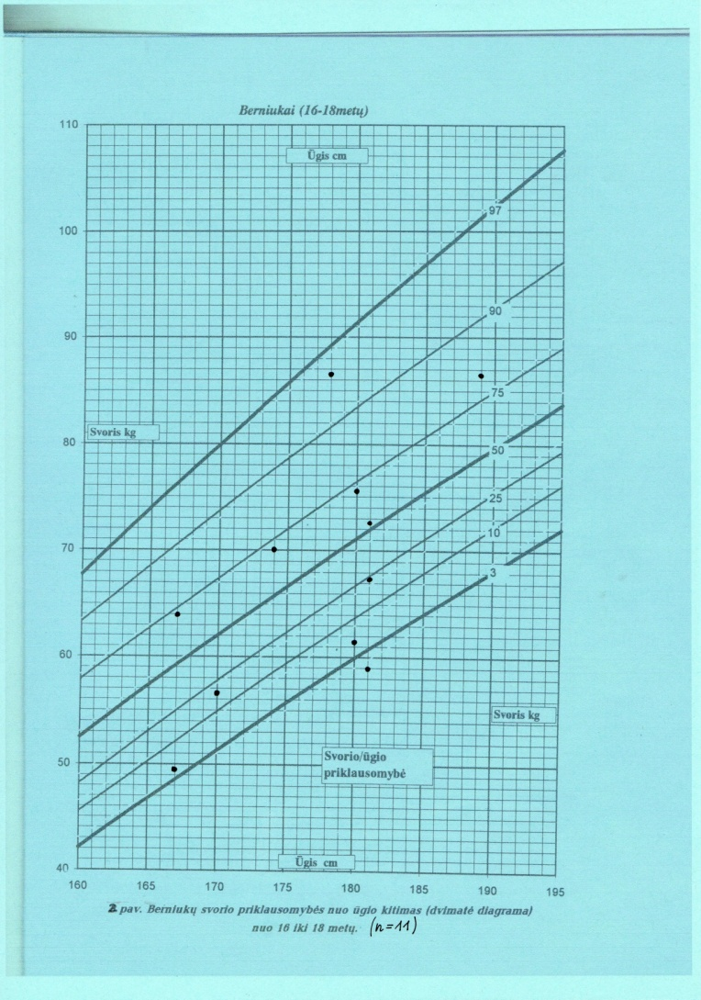 Berniukai (16-18metų)
110
Ūgis cm
97
100
90
90
75
Svoris kg
80
50
25
70
10
3
60
Svoris kg
50
Svorio/ūgio
priklausomybė
Ūgis cm
40
160 165 170 175 180 185 190 195
2 pav. Berniukų svorio priklausomybės nuo ūgio kitimas (dvimatė diagrama)
nuo 16 iki 18 metų. (n=11)